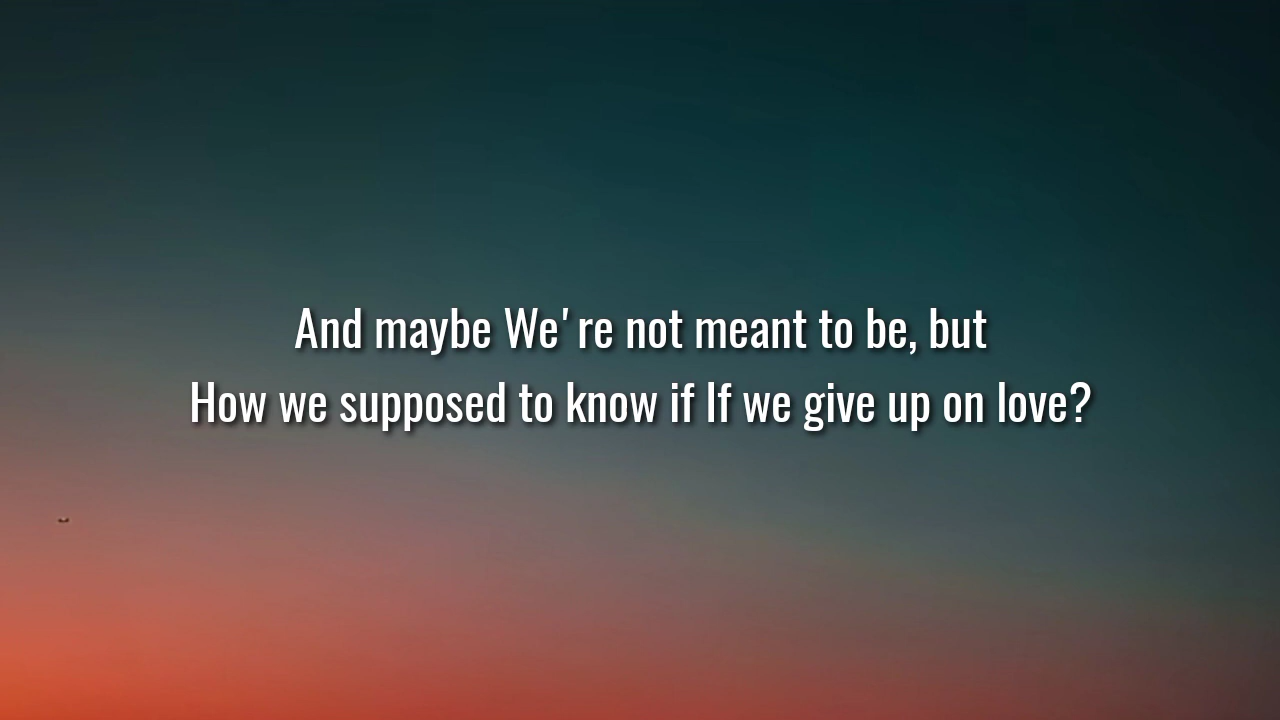 And maybe We're not meant to be, but
How we supposed to know if If we give up on love?